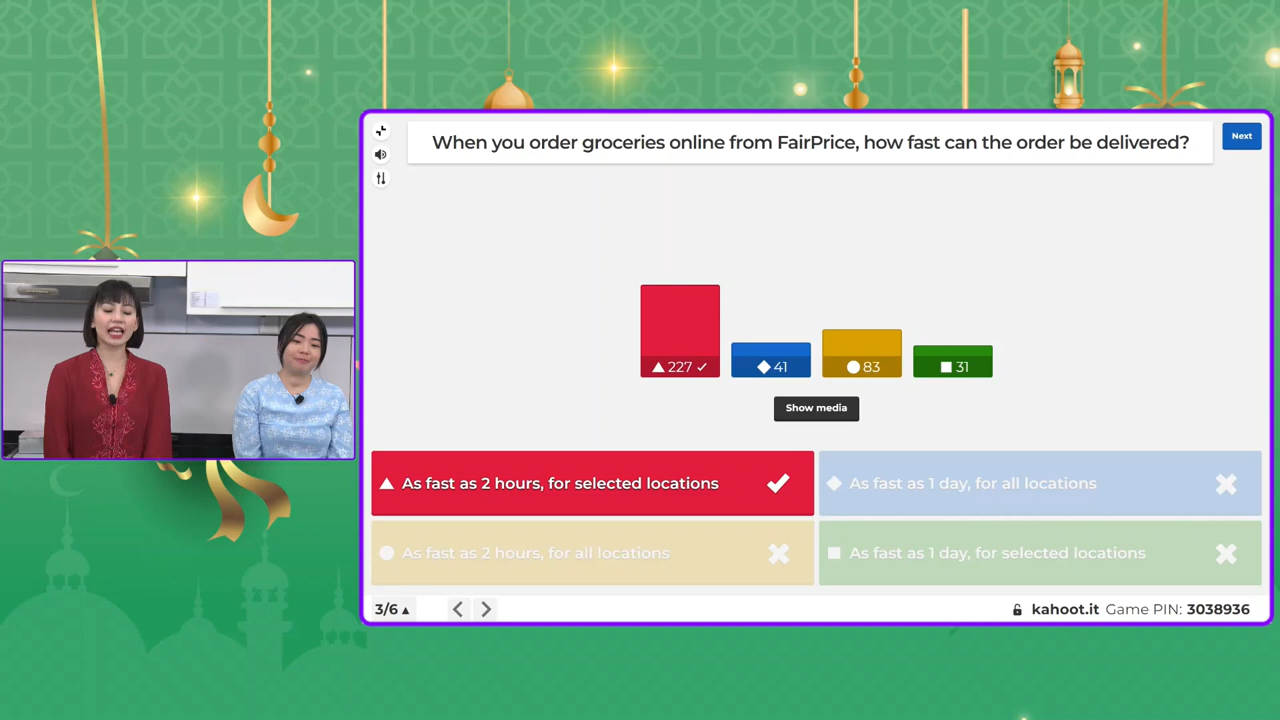 When you order groceries online from FairPrice, how fast can the order be delivered?
Next
227
41
83
31
Show media
As fast as 2 hours, for selected locations
As fast as 1 day, for all locations
As fast as 2 hours, for all locations
As fast as 1 day, for selected locations
3/6
kahoot.it Game PIN: 3038936